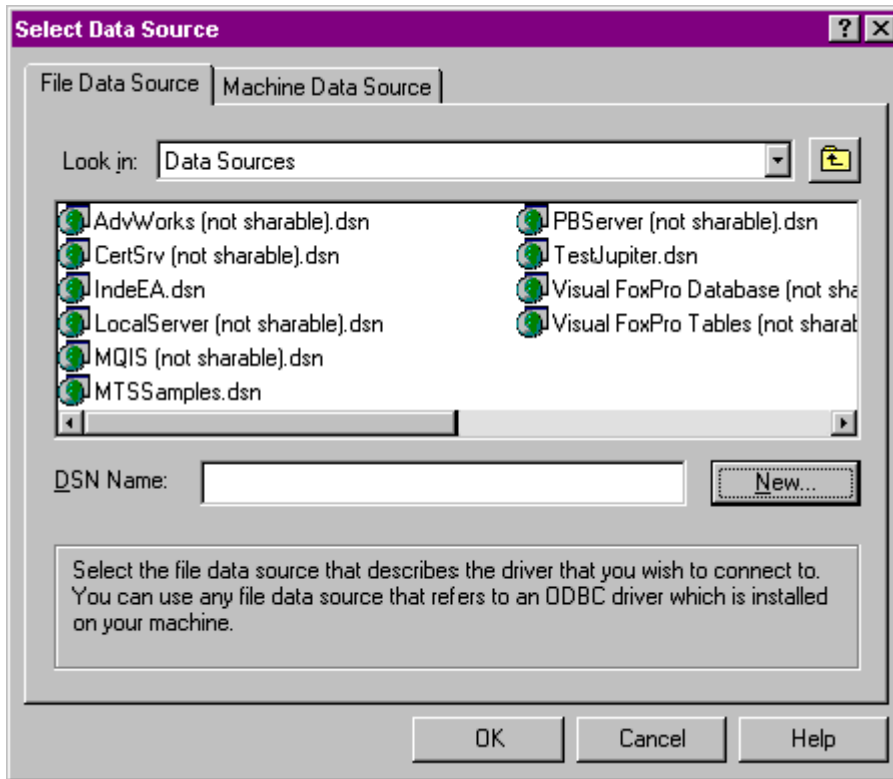 Select Data Source
File Data Source
Machine Data Source
Look in: Data Sources
AdvWorks (not sharable).dsn
CertSrv (not sharable).dsn
IndeEA.dsn
LocalServer (not sharable).dsn
MQIS (not sharable).dsn
MTSSamples.dsn
PBServer (not sharable).dsn
TestJupiter.dsn
Visual FoxPro Database (not sha
Visual FoxPro Tables (not sharat
DSN Name:
New...
Select the file data source that describes the driver that you wish to connect to.
You can use any file data source that refers to an ODBC driver which is installed
on your machine.
OK
Cancel
Help